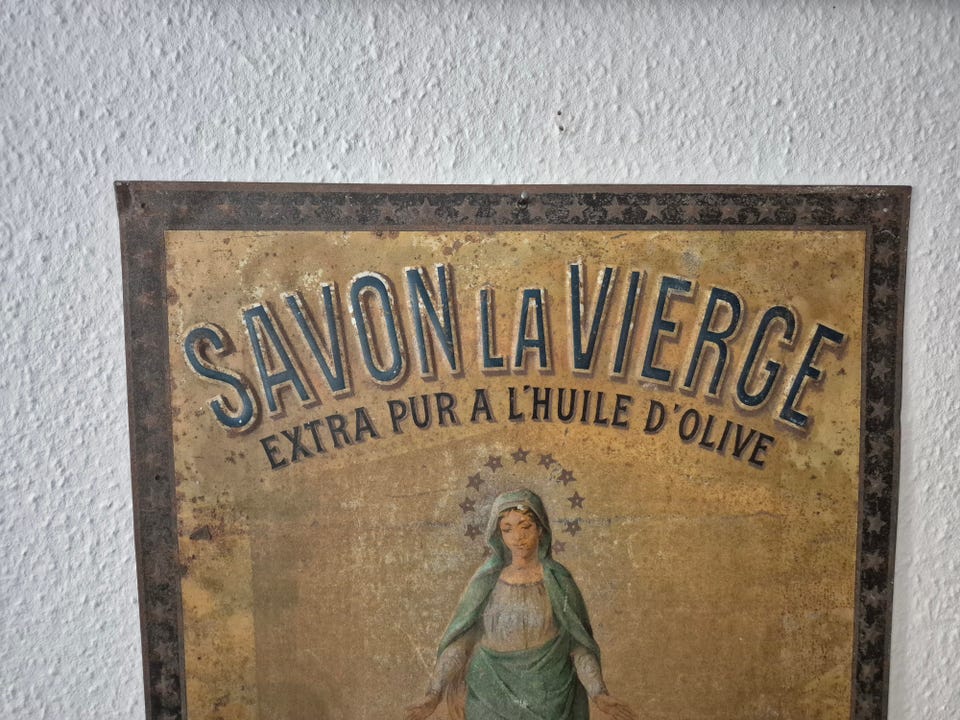 SAVON LA VIERGE
EXTRA PUR A L'HUILE D'OLIVE